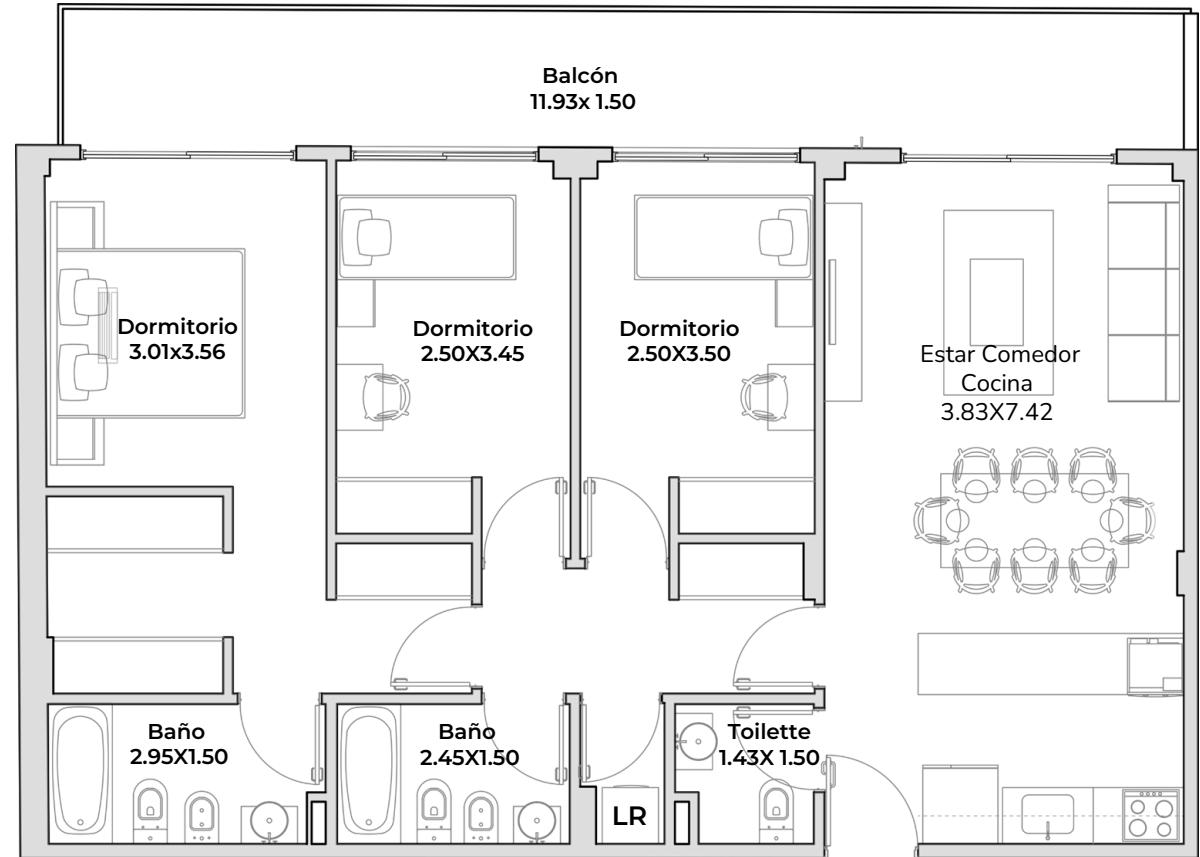 Balcón
11.93x 1.50
Dormitorio
3.01x3.56
Dormitorio
2.50X3.45
Dormitorio
2.50X3.50
Estar Comedor
Cocina
3.83X7.42
Baño
2.95X1.50
Baño
2.45X1.50
Toilette
1.43X 1.50
LR